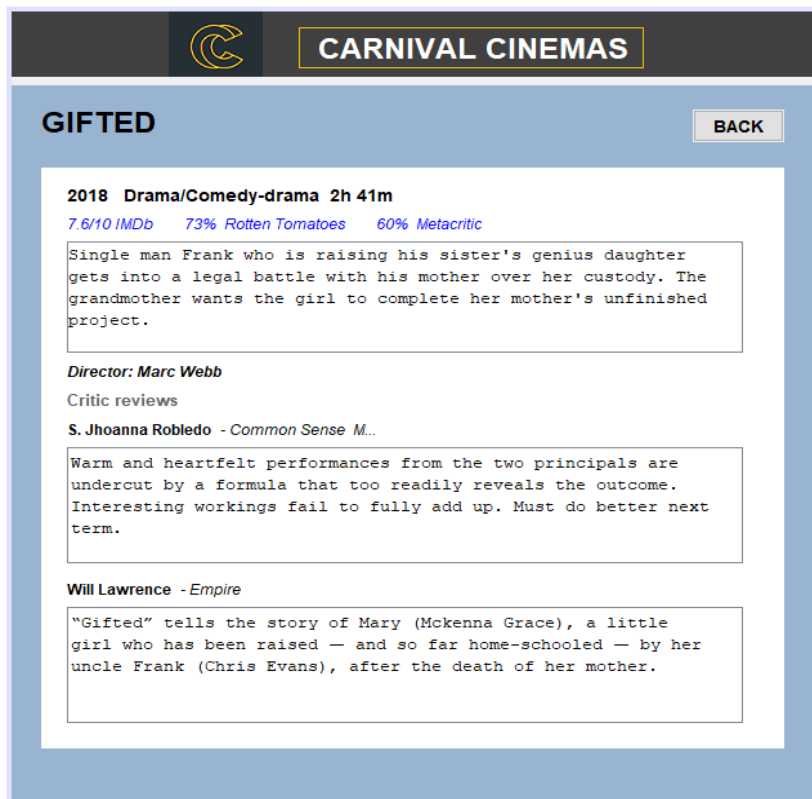 CARNIVAL CINEMAS
GIFTED
BACK
2018 Drama/Comedy-drama 2h 41m
7.6/10 IMDb 73% Rotten Tomatoes 60% Metacritic
Single man Frank who is raising his sister's genius daughter
gets into a legal battle with his mother over her custody. The
grandmother wants the girl to complete her mother's unfinished
project.
Director: Marc Webb
Critic reviews
S. Jhoanna Robledo - Common Sense M...
Warm and heartfelt performances from the two principals are
undercut by a formula that too readily reveals the outcome.
Interesting workings fail to fully add up. Must do better next
term.
Will Lawrence - Empire
“Gifted” tells the story of Mary (Mckenna Grace), a little
girl who has been raised — and so far home-schooled — by her
uncle Frank (Chris Evans), after the death of her mother.